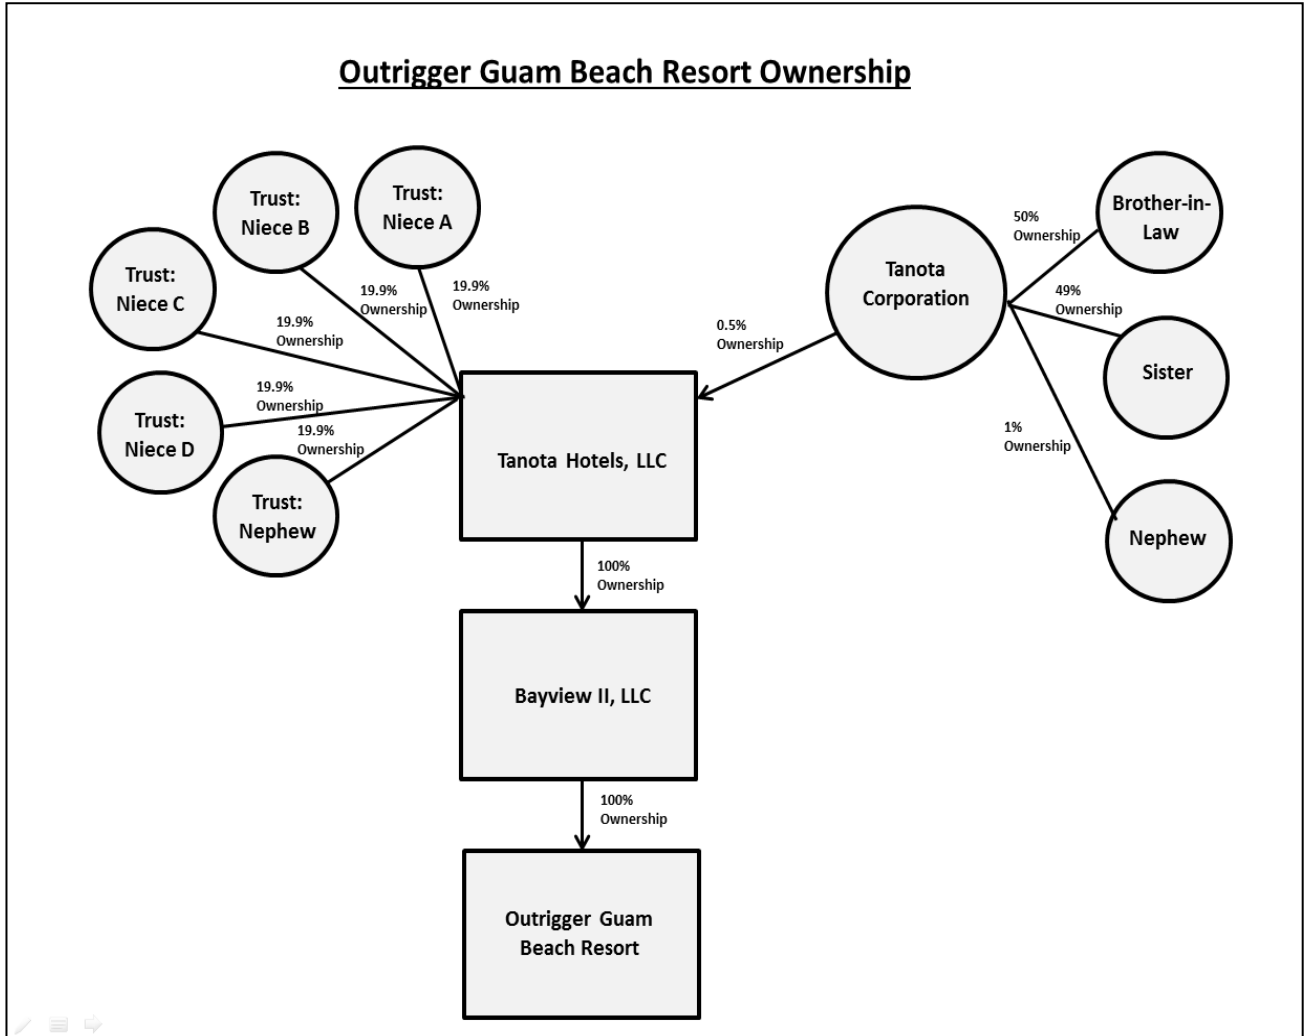 Outrigger Guam Beach Resort Ownership
Trust:
Niece A
Trust:
Niece B
Trust:
Niece C
Trust:
Niece D
Trust:
Nephew
19.9%
Ownership
19.9%
Ownership
19.9%
Ownership
19.9%
Ownership
19.9%
Ownership
Tanota
Corporation
0.5%
Ownership
50%
Ownership
49%
Ownership
1%
Ownership
Brother-in-
Law
Sister
Nephew
Tanota Hotels, LLC
100%
Ownership
Bayview II, LLC
100%
Ownership
Outrigger Guam
Beach Resort